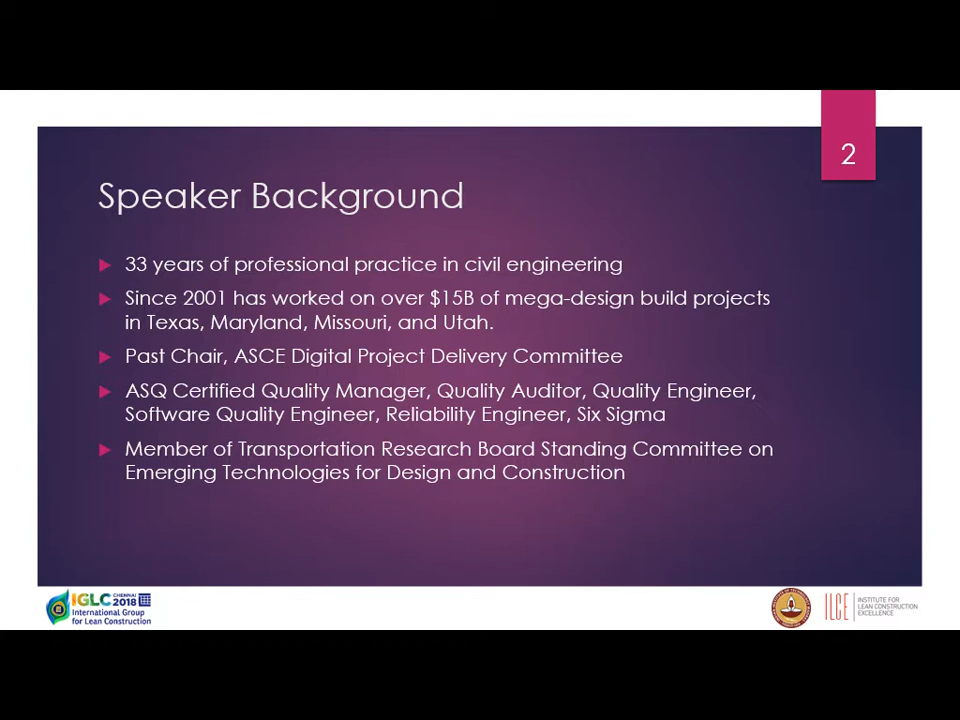 2
Speaker Background
33 years of professional practice in civil engineering
Since 2001 has worked on over $15B of mega-design build projects
in Texas, Maryland, Missouri, and Utah.
Past Chair, ASCE Digital Project Delivery Committee
ASQ Certified Quality Manager, Quality Auditor, Quality Engineer,
Software Quality Engineer, Reliability Engineer, Six Sigma
Member of Transportation Research Board Standing Committee on
Emerging Technologies for Design and Construction
IGLC CHENNAI 2018
International Group
for Lean Construction
ILCE
INSTITUTE FOR
LEAN CONSTRUCTION
EXCELLENCE